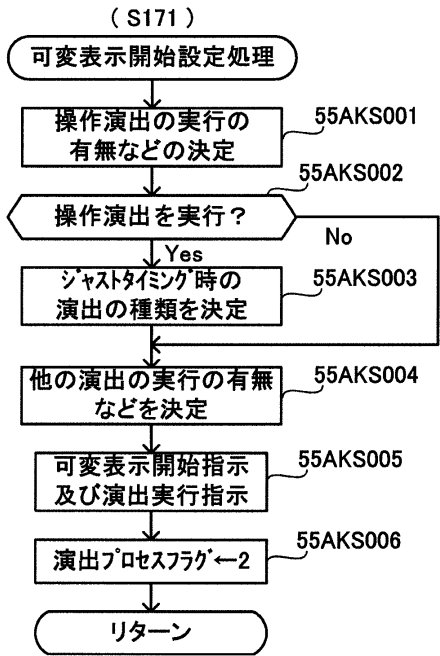 (S171)
可変表示開始設定処理
操作演出の実行の
有無などの決定
55AKS001
55AKS002
操作演出を実行?
No
Yes
ｼﾞｬｽﾄﾀｲﾐﾝｸﾞ時の
演出の種類を決定
55AKS003
他の演出の実行の有無
などを決定
55AKS004
可変表示開始指示
及び演出実行指示
55AKS005
演出ﾌﾟﾛｾｽﾌﾗｸﾞ←2
55AKS006
リターン